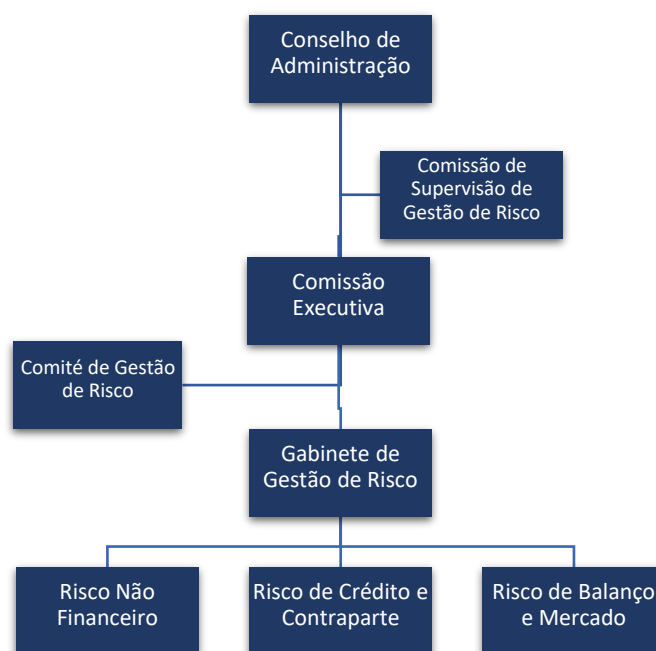 Conselho de
Administração
Comissão de
Supervisão de
Gestão de Risco
Comissão
Executiva
Comité de Gestão
de Risco
Gabinete de
Gestão de Risco
Risco Não
Financeiro
Risco de Crédito e
Contraparte
Risco de Balanço
e Mercado